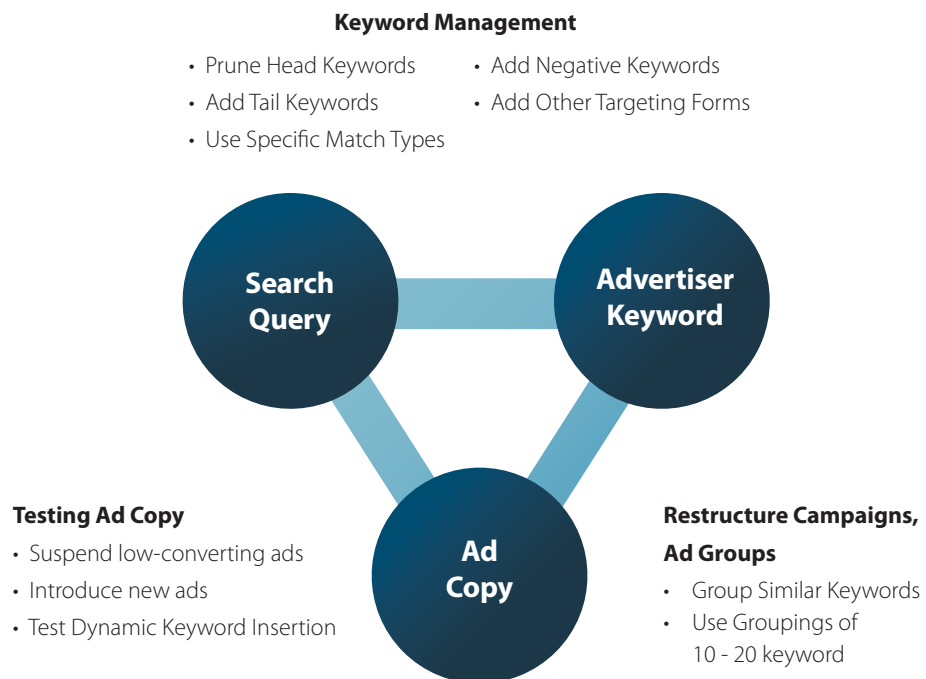 Keyword Management
• Prune Head Keywords
• Add Tail Keywords
• Use Specific Match Types
• Add Negative Keywords
• Add Other Targeting Forms
Search
Query
Advertiser
Keyword
Ad
Copy
Testing Ad Copy
• Suspend low-converting ads
• Introduce new ads
• Test Dynamic Keyword Insertion
Restructure Campaigns,
Ad Groups
• Group Similar Keywords
• Use Groupings of
10 - 20 keyword